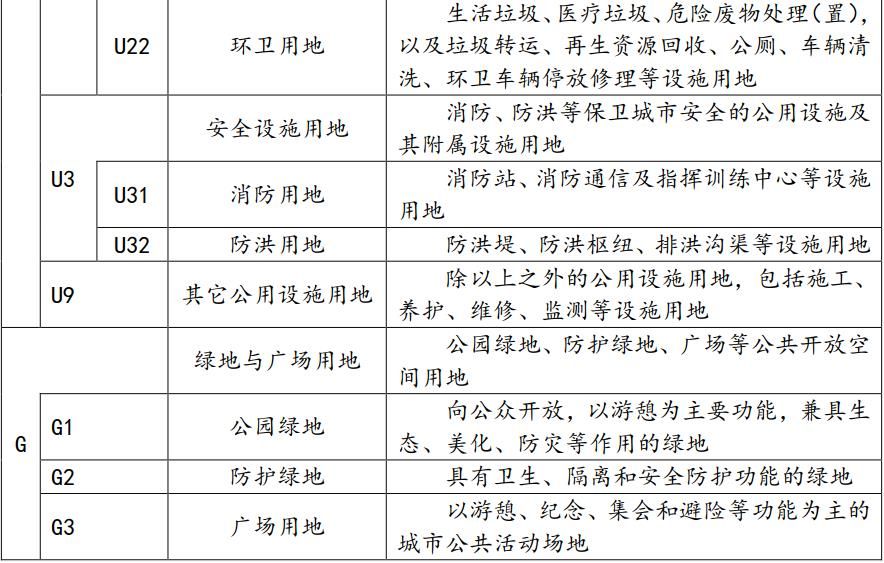 生活垃圾、医疗垃圾、危险废物处理(置),
U22 环卫用地 以及垃圾转运、再生资源回收、公厕、车辆清
洗、环卫车辆停放修理等设施用地
安全设施用地 消防、防洪等保卫城市安全的公用设施及
其附属设施用地
U3
U31 消防用地 消防站、消防通信及指挥训练中心等设施
用地
U32 防洪用地 防洪堤、防洪枢纽、排洪沟渠等设施用地
U9 其它公用设施用地 除以上之外的公用设施用地,包括施工、
养护、维修、监测等设施用地
绿地与广场用地 公园绿地、防护绿地、广场等公共开放空
间用地
G
G1 公园绿地 向公众开放,以游憩为主要功能,兼具生
态、美化、防灾等作用的绿地
G2 防护绿地 具有卫生、隔离和安全防护功能的绿地
G3 广场用地 以游憩、纪念、集会和避险等功能为主的
城市公共活动场地